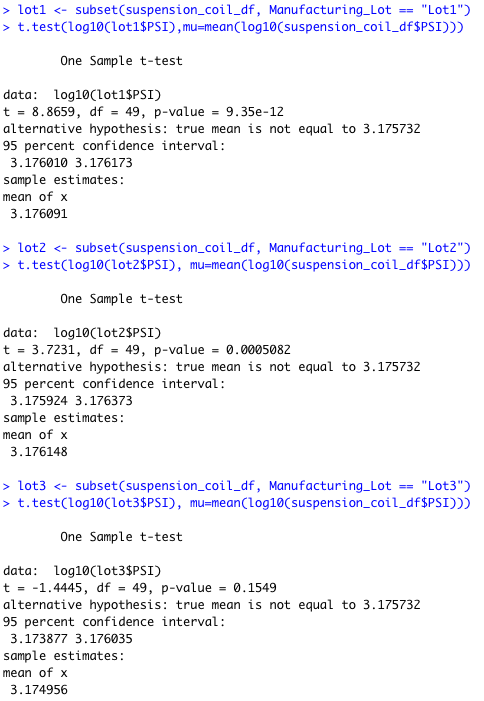 > lot1 <- subset(suspension_coil_df, Manufacturing_Lot == "Lot1")
> t.test(log10(lot1$PSI),mu=mean(log10(suspension_coil_df$PSI)))
One Sample t-test
data:  log10(lot1$PSI)
t = 8.8659, df = 49, p-value = 9.35e-12
alternative hypothesis: true mean is not equal to 3.175732
95 percent confidence interval:
3.176010 3.176173
sample estimates:
mean of x
3.176091
> lot2 <- subset(suspension_coil_df, Manufacturing_Lot == "Lot2")
> t.test(log10(lot2$PSI), mu=mean(log10(suspension_coil_df$PSI)))
One Sample t-test
data:  log10(lot2$PSI)
t = 3.7231, df = 49, p-value = 0.0005082
alternative hypothesis: true mean is not equal to 3.175732
95 percent confidence interval:
3.175924 3.176373
sample estimates:
mean of x
3.176148
> lot3 <- subset(suspension_coil_df, Manufacturing_Lot == "Lot3")
> t.test(log10(lot3$PSI), mu=mean(log10(suspension_coil_df$PSI)))
One Sample t-test
data:  log10(lot3$PSI)
t = -1.4445, df = 49, p-value = 0.1549
alternative hypothesis: true mean is not equal to 3.175732
95 percent confidence interval:
3.173877 3.176035
sample estimates:
mean of x
3.174956